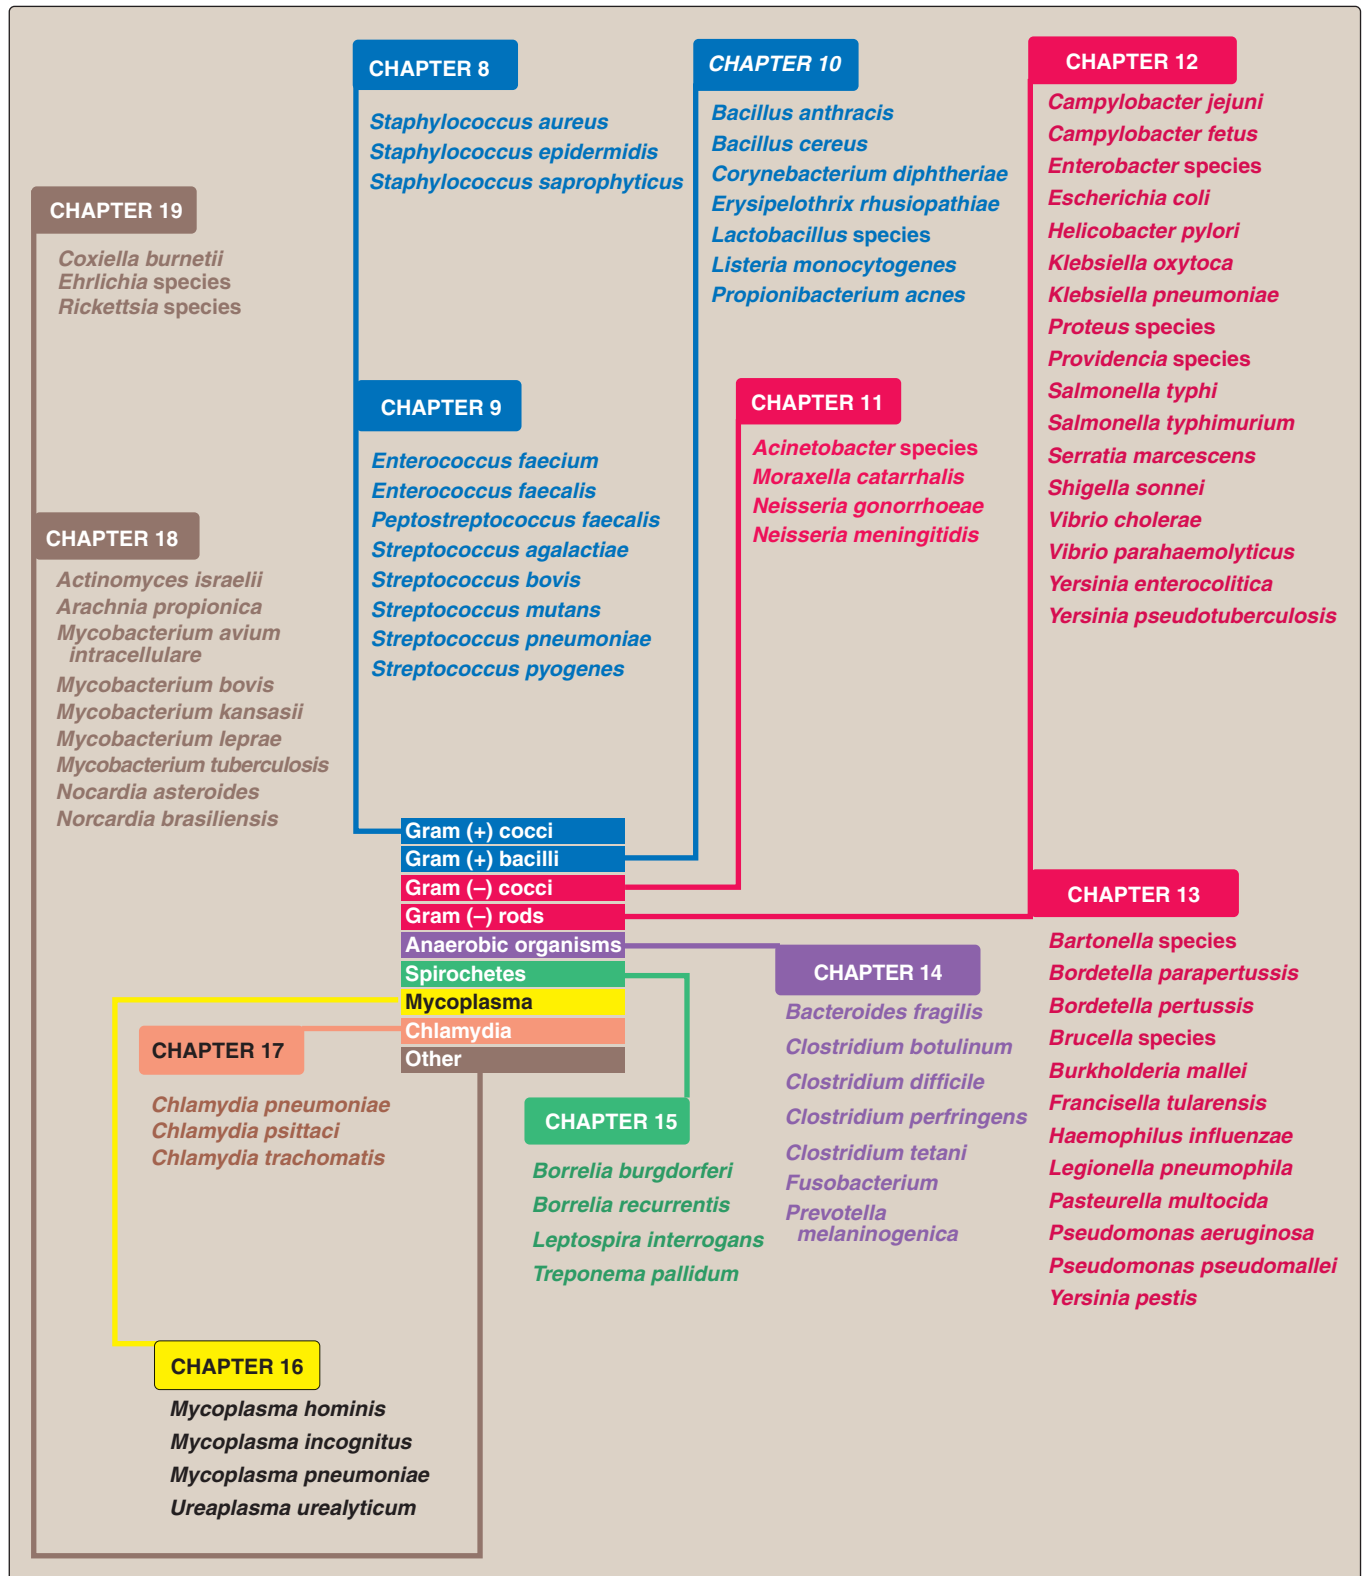 CHAPTER 8
Staphylococcus aureus
Staphylococcus epidermidis
Staphylococcus saprophyticus
CHAPTER 10
Bacillus anthracis
Bacillus cereus
Corynebacterium diphtheriae
Erysipelothrix rhusiopathiae
Lactobacillus species
Listeria monocytogenes
Propionibacterium acnes
CHAPTER 12
Campylobacter jejuni
Campylobacter fetus
Enterobacter species
Escherichia coli
Helicobacter pylori
Klebsiella oxytoca
Klebsiella pneumoniae
Proteus species
Providencia species
Salmonella typhi
Salmonella typhimurium
Serratia marcescens
Shigella sonnei
Vibrio cholerae
Vibrio parahaemolyticus
Yersinia enterocolitica
Yersinia pseudotuberculosis
CHAPTER 19
Coxiella burnetii
Ehrlichia species
Rickettsia species
CHAPTER 9
Enterococcus faecium
Enterococcus faecalis
Peptostreptococcus faecalis
Streptococcus agalactiae
Streptococcus bovis
Streptococcus mutans
Streptococcus pneumoniae
Streptococcus pyogenes
CHAPTER 11
Acinetobacter species
Moraxella catarrhalis
Neisseria gonorrhoeae
Neisseria meningitidis
CHAPTER 18
Actinomyces israelii
Arachnia propionica
Mycobacterium avium
intracellulare
Mycobacterium bovis
Mycobacterium kansasii
Mycobacterium leprae
Mycobacterium tuberculosis
Nocardia asteroides
Norcardia brasiliensis
Gram (+) cocci
Gram (+) bacilli
Gram (–) cocci
Gram (–) rods
Anaerobic organisms
Spirochetes
Mycoplasma
Chlamydia
Other
CHAPTER 13
Bartonella species
Bordetella parapertussis
Bordetella pertussis
Brucella species
Burkholderia mallei
Francisella tularensis
Haemophilus influenzae
Legionella pneumophila
Pasteurella multocida
Pseudomonas aeruginosa
Pseudomonas pseudomallei
Yersinia pestis
CHAPTER 14
Bacteroides fragilis
Clostridium botulinum
Clostridium difficile
Clostridium perfringens
Clostridium tetani
Fusobacterium
Prevotella
melaninogenica
CHAPTER 17
Chlamydia pneumoniae
Chlamydia psittaci
Chlamydia trachomatis
CHAPTER 15
Borrelia burgdorferi
Borrelia recurrentis
Leptospira interrogans
Treponema pallidum
CHAPTER 16
Mycoplasma hominis
Mycoplasma incognitus
Mycoplasma pneumoniae
Ureaplasma urealyticum